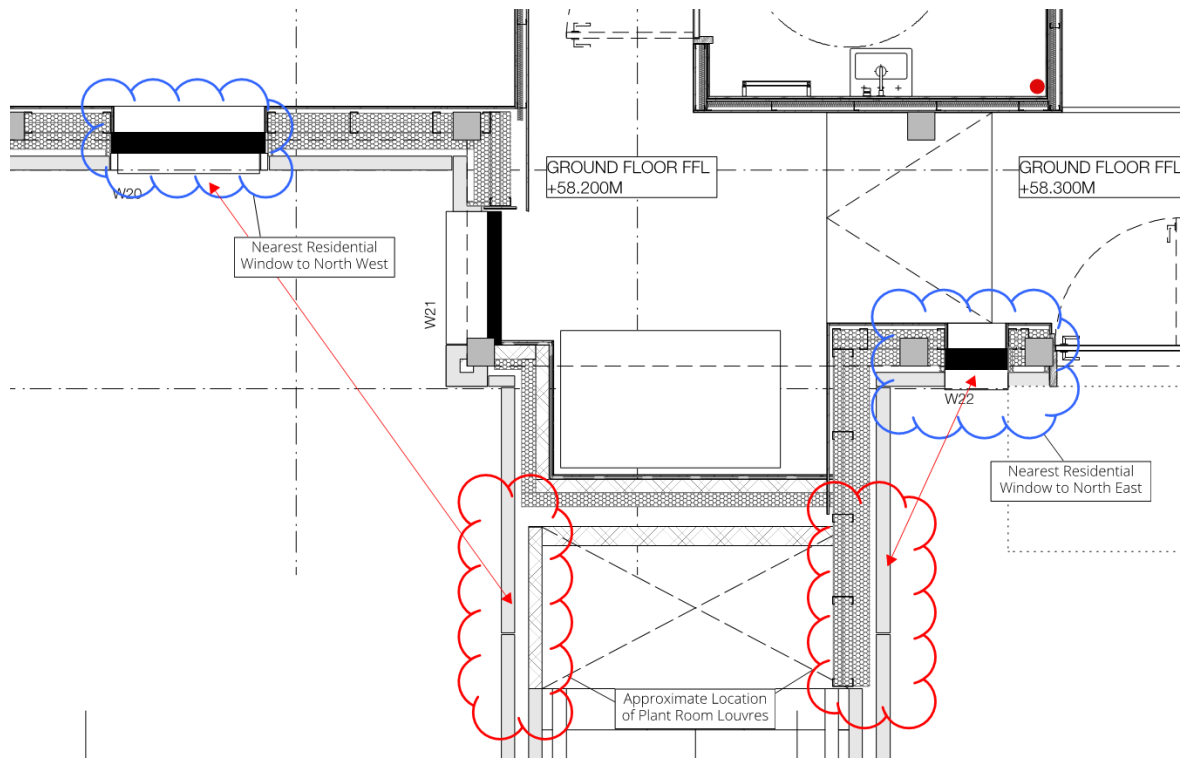 W20
Nearest Residential
Window to North West
GROUND FLOOR FFL
+58.200M
GROUND FLOOR FFL
+58.300M
W21
W22
Nearest Residential
Window to North East
Approximate Location
of Plant Room Louvres